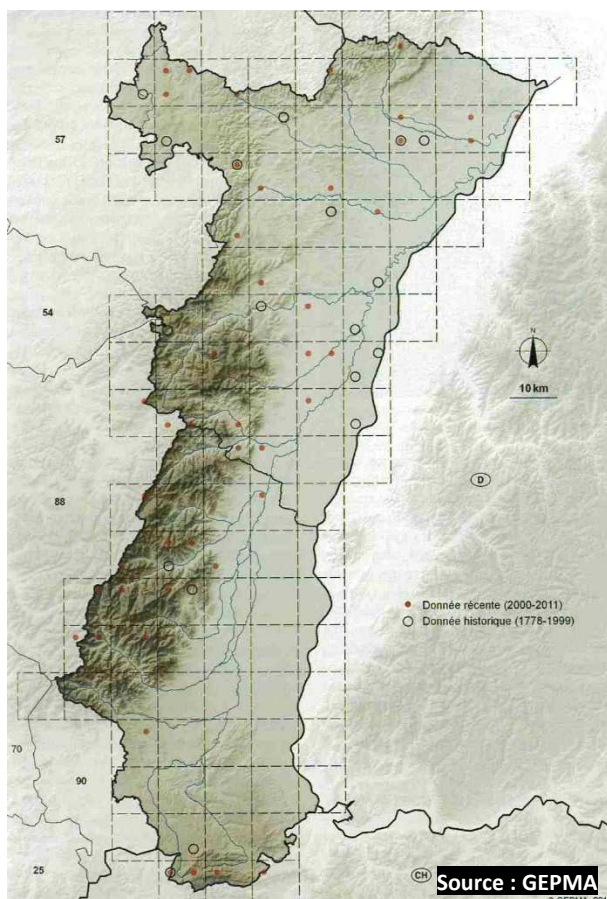 57
54
N
10 km
88
D
Donnée récente (2000-2011)
Donnée historique (1778-1999)
70
90
25
CH
Source : GEPMA